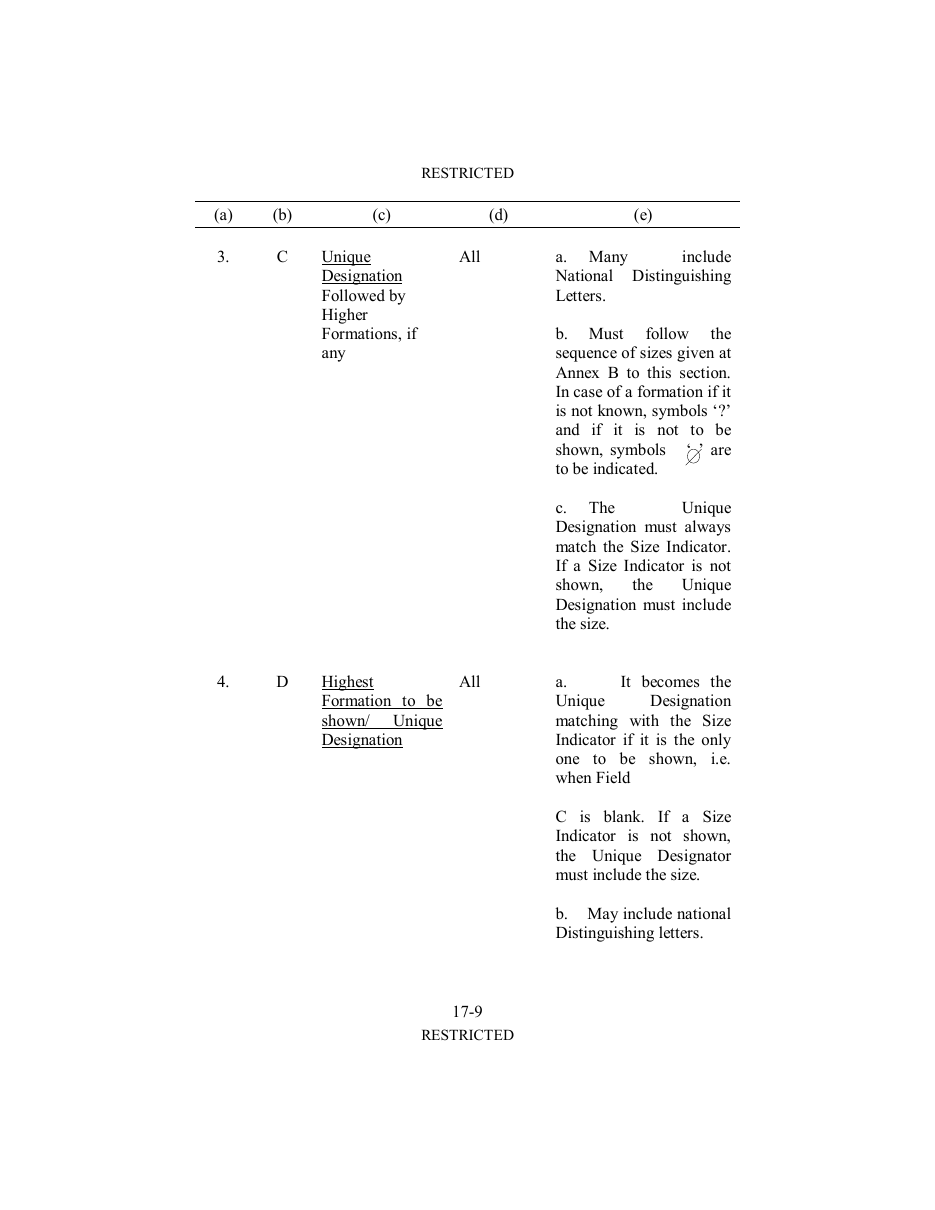 RESTRICTED
(a) (b) (c) (d) (e)
3. C Unique All a. Many include
Designation National Distinguishing
Followed by Letters.
Higher
Formations, if b. Must follow the
any sequence of sizes given at
Annex B to this section.
In case of a formation if it
is not known, symbols ‘?’
and if it is not to be
shown, symbols ‘∅’ are
to be indicated.
c. The Unique
Designation must always
match the Size Indicator.
If a Size Indicator is not
shown, the Unique
Designation must include
the size.
4. D Highest All a. It becomes the
Formation to be Unique Designation
shown/ Unique matching with the Size
Designation Indicator if it is the only
one to be shown, i.e.
when Field
C is blank. If a Size
Indicator is not shown,
the Unique Designator
must include the size.
b. May include national
Distinguishing letters.
17-9
RESTRICTED